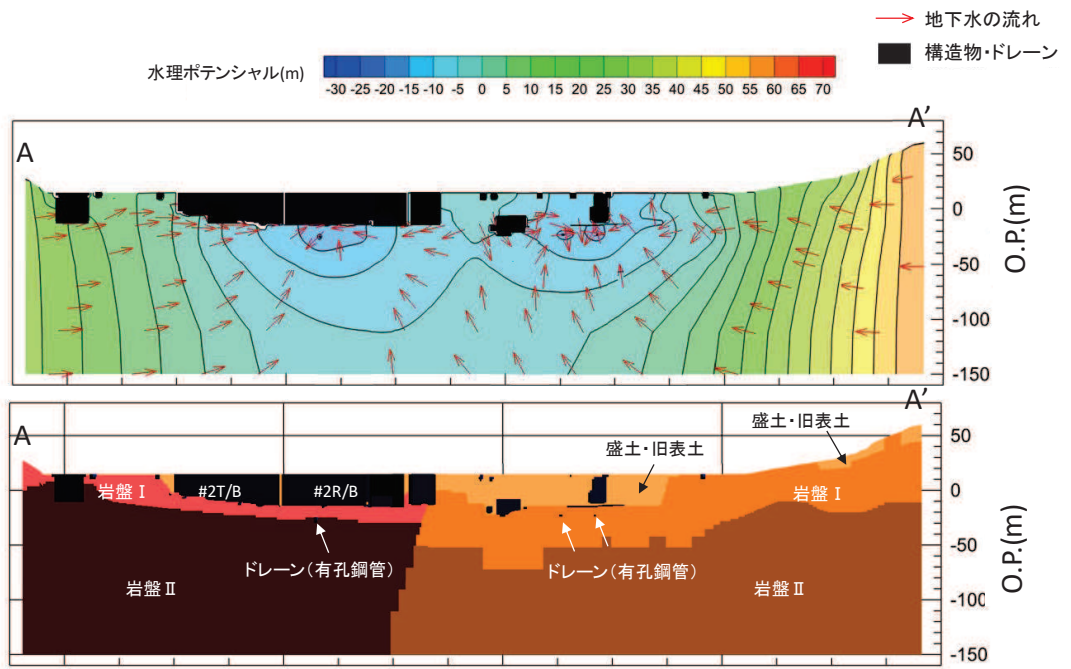 地下水の流れ
構造物・ドレーン
水理ポテンシャル(m)
-30 -25 -20 -15 -10 -5 0 5 10 15 20 25 30 35 40 45 50 55 60 65 70
A
A’
50
0
-50
-100
-150
O.P.(m)
A
A’
盛土・旧表土
盛土・旧表土
50
0
-50
-100
-150
O.P.(m)
岩盤Ⅰ
#2T/B
#2R/B
岩盤Ⅰ
ドレーン(有孔鋼管)
ドレーン(有孔鋼管)
岩盤Ⅱ
岩盤Ⅱ